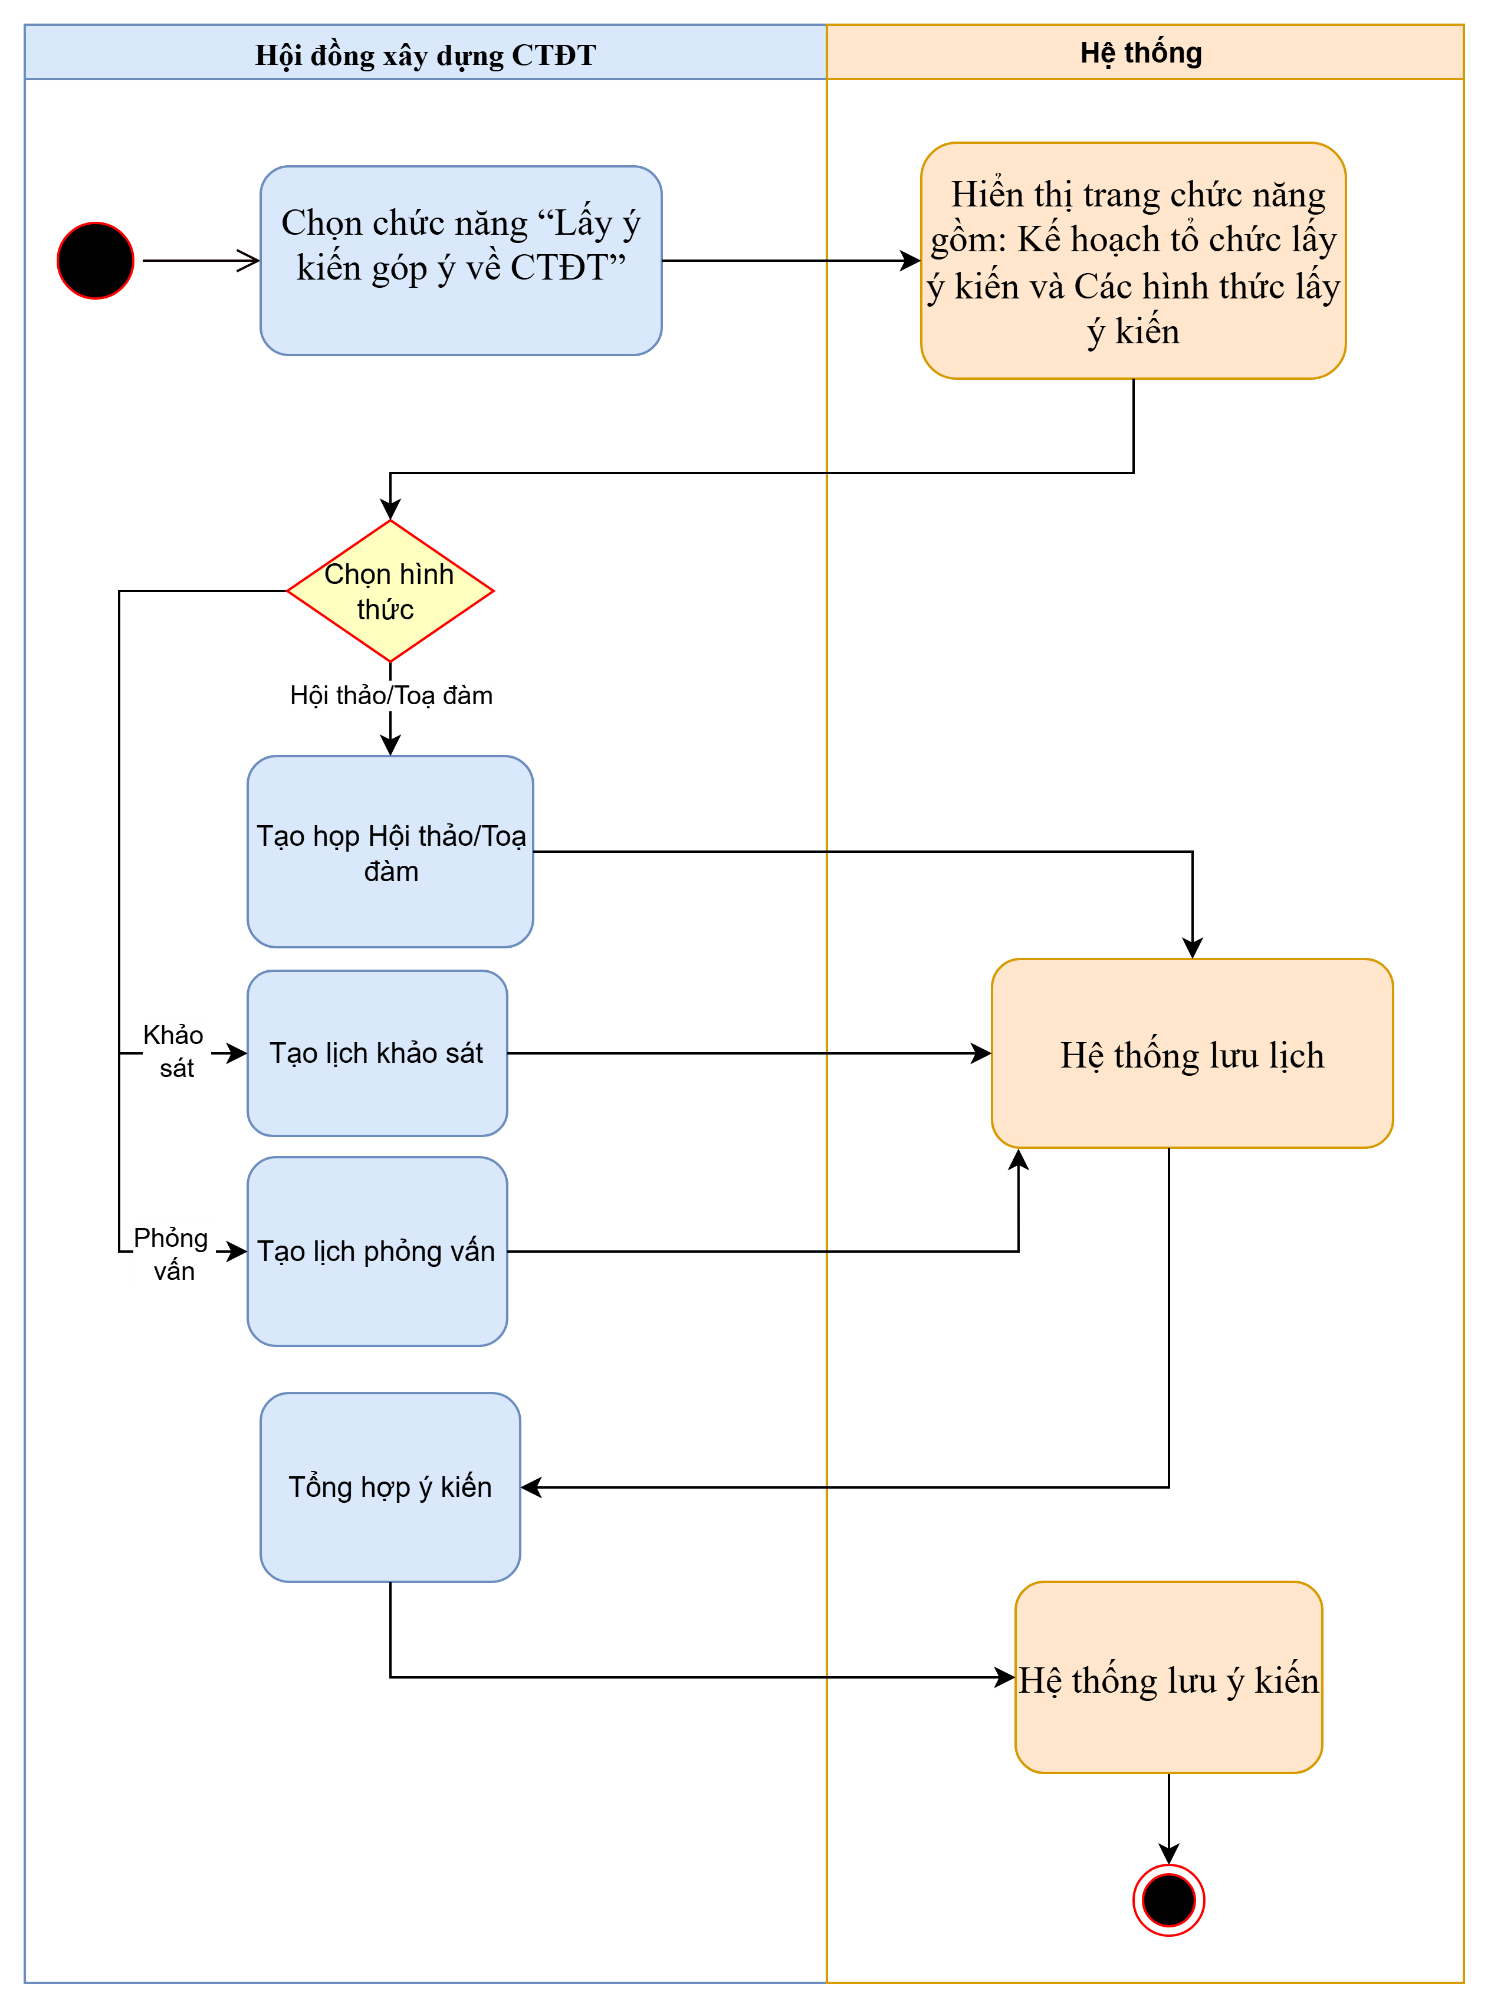 Hội đồng xây dựng CTĐT
Hệ thống
Chọn chức năng “Lấy ý
kiến góp ý về CTĐT”
Hiển thị trang chức năng
gồm: Kế hoạch tổ chức lấy
ý kiến và Các hình thức lấy
ý kiến
Chọn hình
thức
Hội thảo/Toạ đàm
Tạo họp Hội thảo/Toạ
đàm
Khảo
sát
Tạo lịch khảo sát
Hệ thống lưu lịch
Phỏng
vấn
Tạo lịch phỏng vấn
Tổng hợp ý kiến
Hệ thống lưu ý kiến